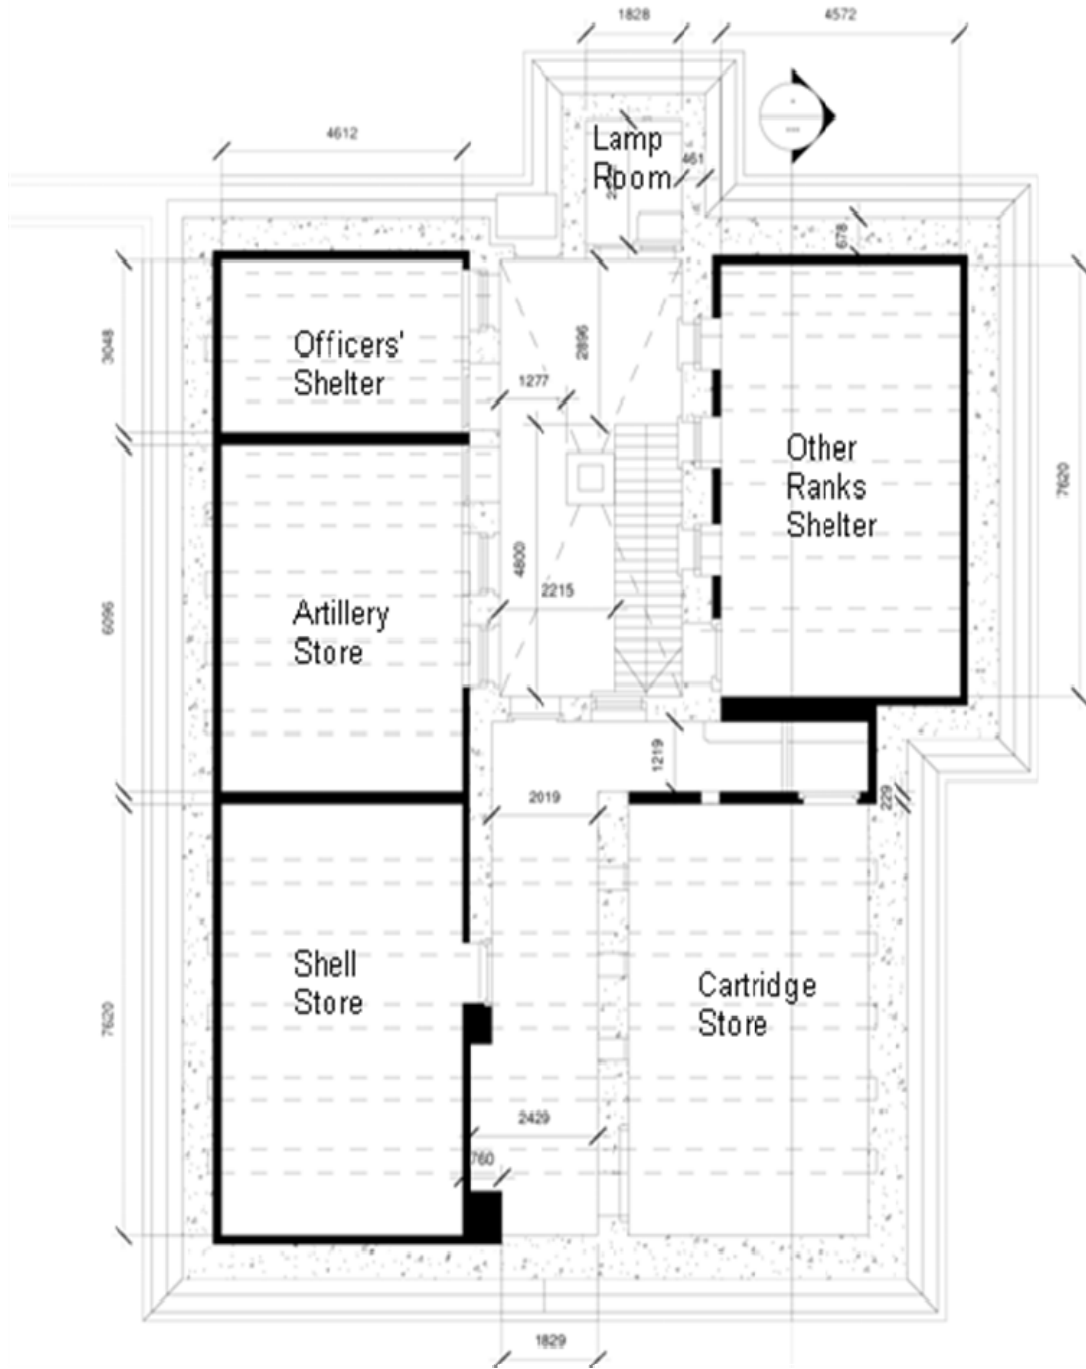 1828
4572
4612
Lamp
Room
461
678
3048
Officers'
Shelter
2896
1277
Other
Ranks
Shelter
7620
4800
2215
6096
Artillery
Store
1219
2019
229
Shell
Store
Cartridge
Store
7620
2429
760
1829